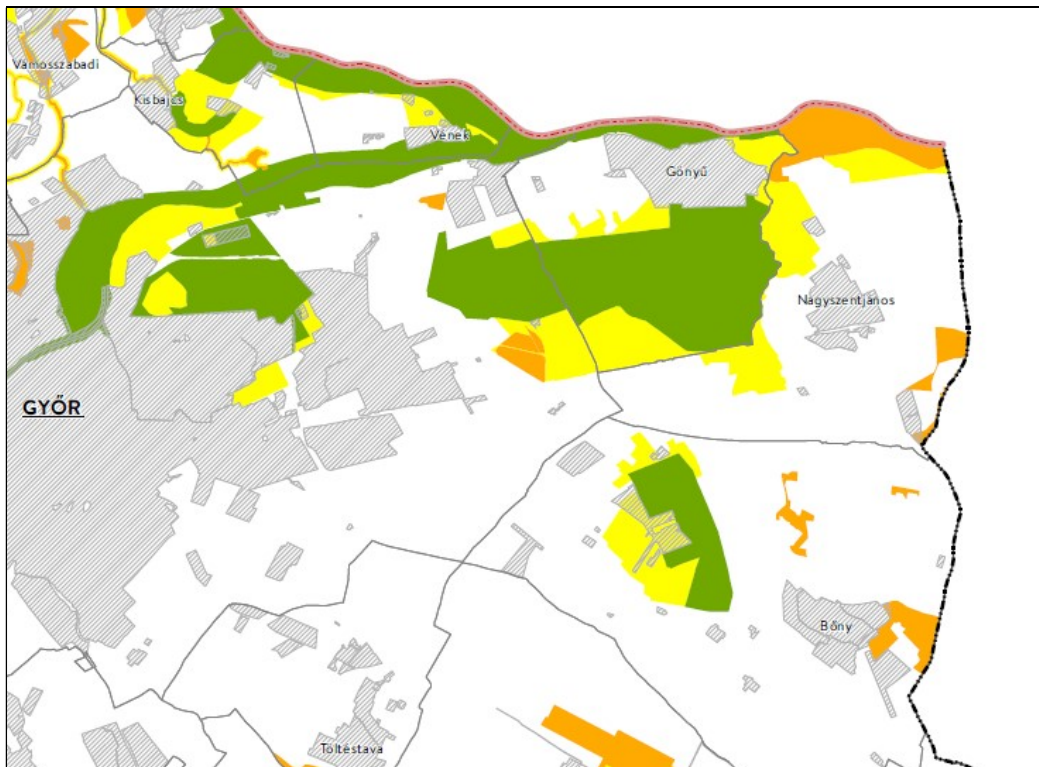 Vámosszabadi
Kisbajcs
Vének
Gönyű
Nagyszentjános
GYŐR
Bőny
Töltéstava